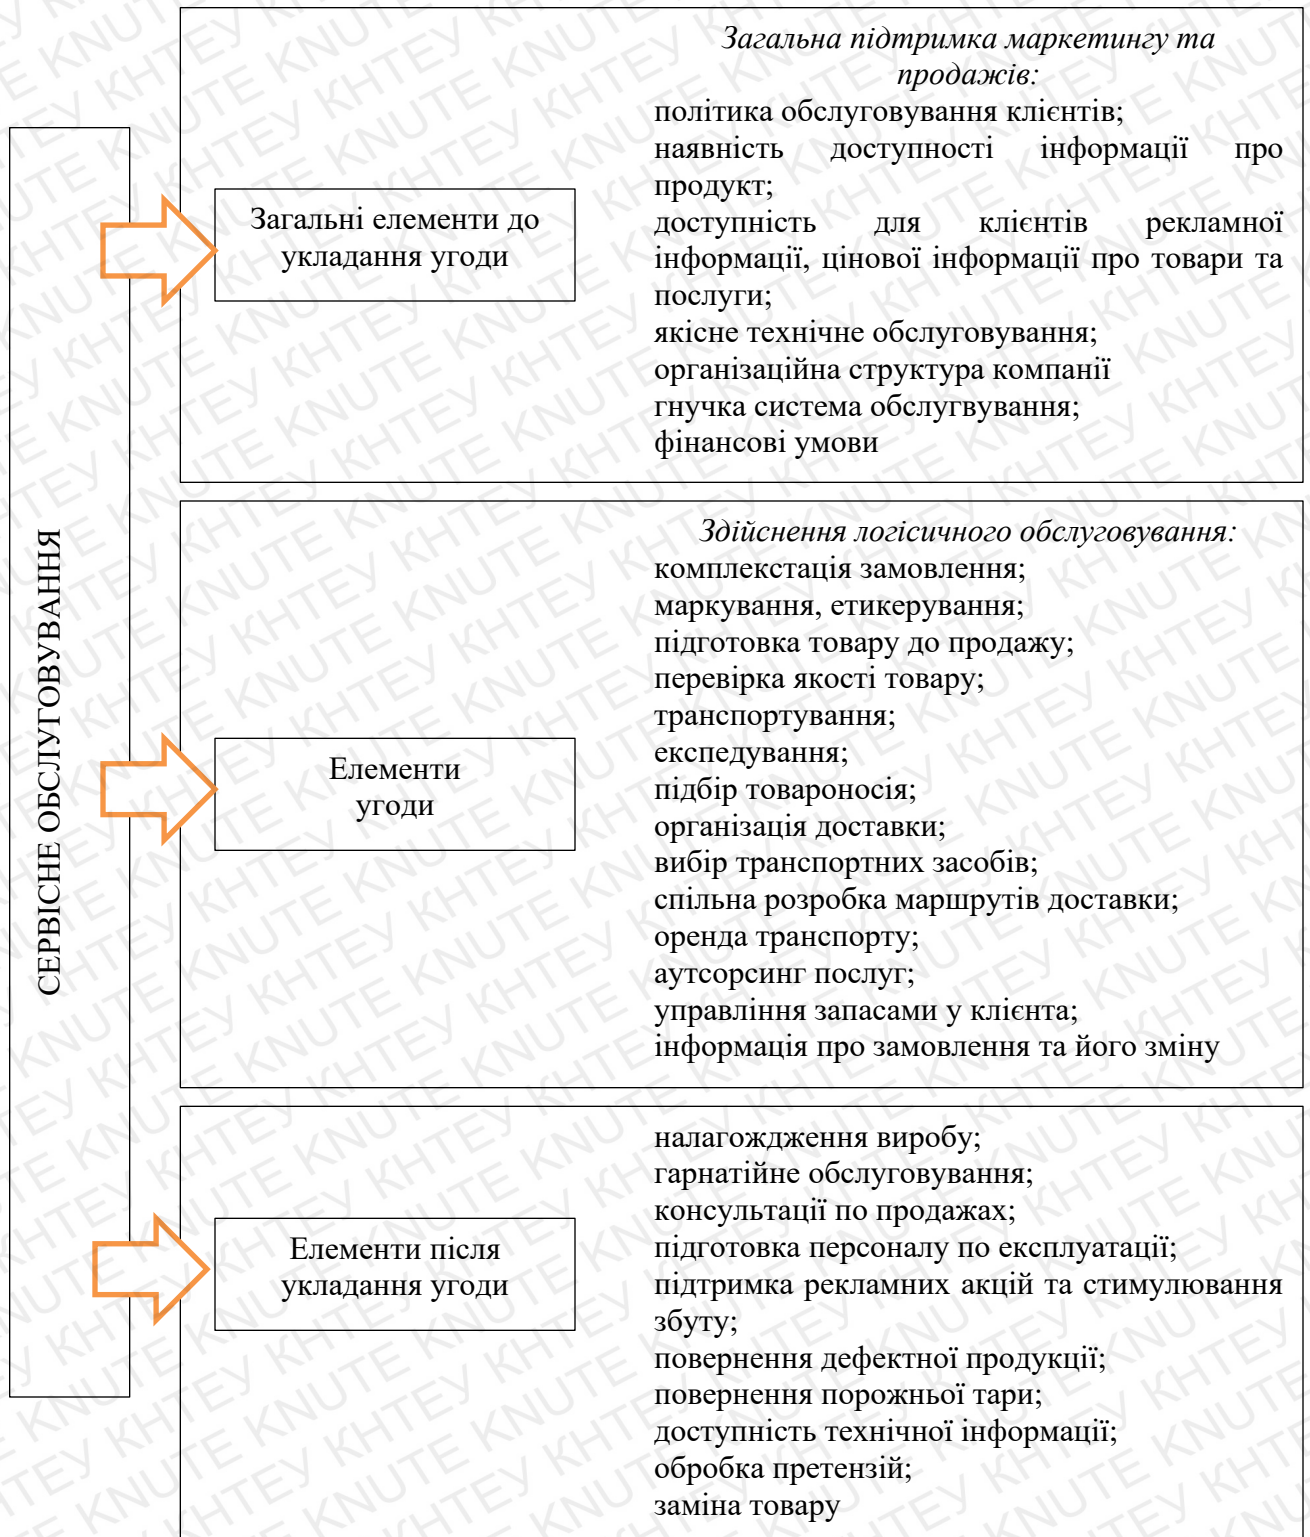 СЕРВІСНЕ ОБСЛУГОВУВАННЯ
Загальні елементи до
укладання угоди
Загальна підтримка маркетингу та
продажів:
політика обслуговування клієнтів;
наявність доступності інформації про
продукт;
доступність для клієнтів рекламної
інформації, цінової інформації про товари та
послуги;
якісне технічне обслуговування;
організаційна структура компанії
гнучка система обслугвування;
фінансові умови
Елементи
угоди
Здійснення логісичного обслуговування:
комплекстація замовлення;
маркування, етикерування;
підготовка товару до продажу;
перевірка якості товару;
транспортування;
експедування;
підбір товароносія;
організація доставки;
вибір транспортних засобів;
спільна розробка маршрутів доставки;
оренда транспорту;
аутсорсинг послуг;
управління запасами у клієнта;
інформація про замовлення та його зміну
Елементи після
укладання угоди
налагождження виробу;
гарнатійне обслуговування;
консультації по продажах;
підготовка персоналу по експлуатації;
підтримка рекламних акцій та стимулювання
збуту;
повернення дефектної продукції;
повернення порожньої тари;
доступність технічної інформації;
обробка претензій;
заміна товару